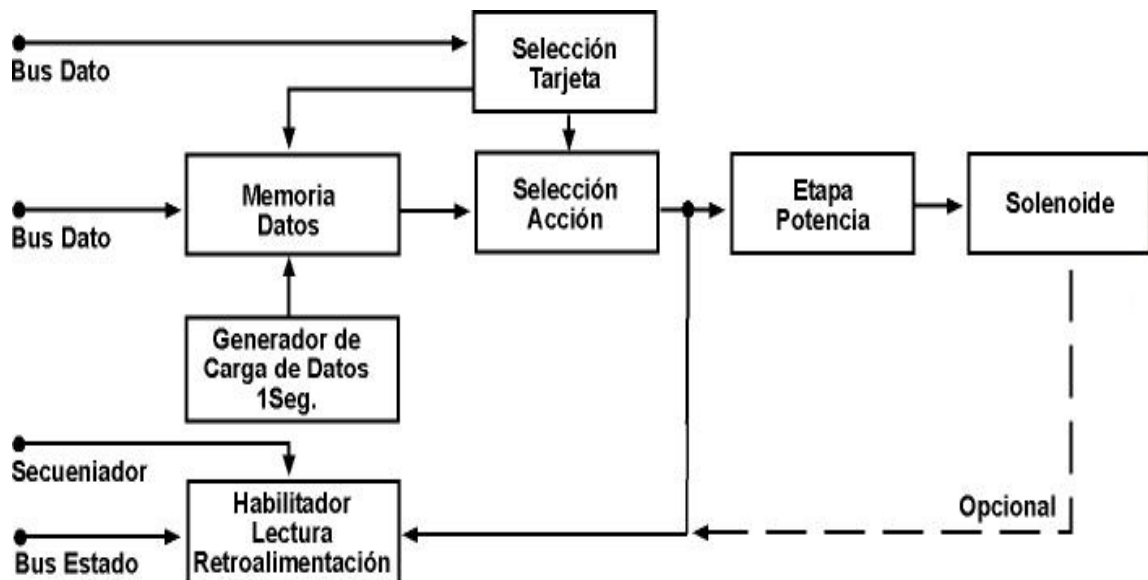 Bus Dato
Selección
Tarjeta
Bus Dato
Memoria
Datos
Selección
Acción
Etapa
Potencia
Solenoide
Generador de
Carga de Datos
1Seg.
Secueniador
Habilitador
Lectura
Retroalimentación
Bus Estado
Opcional